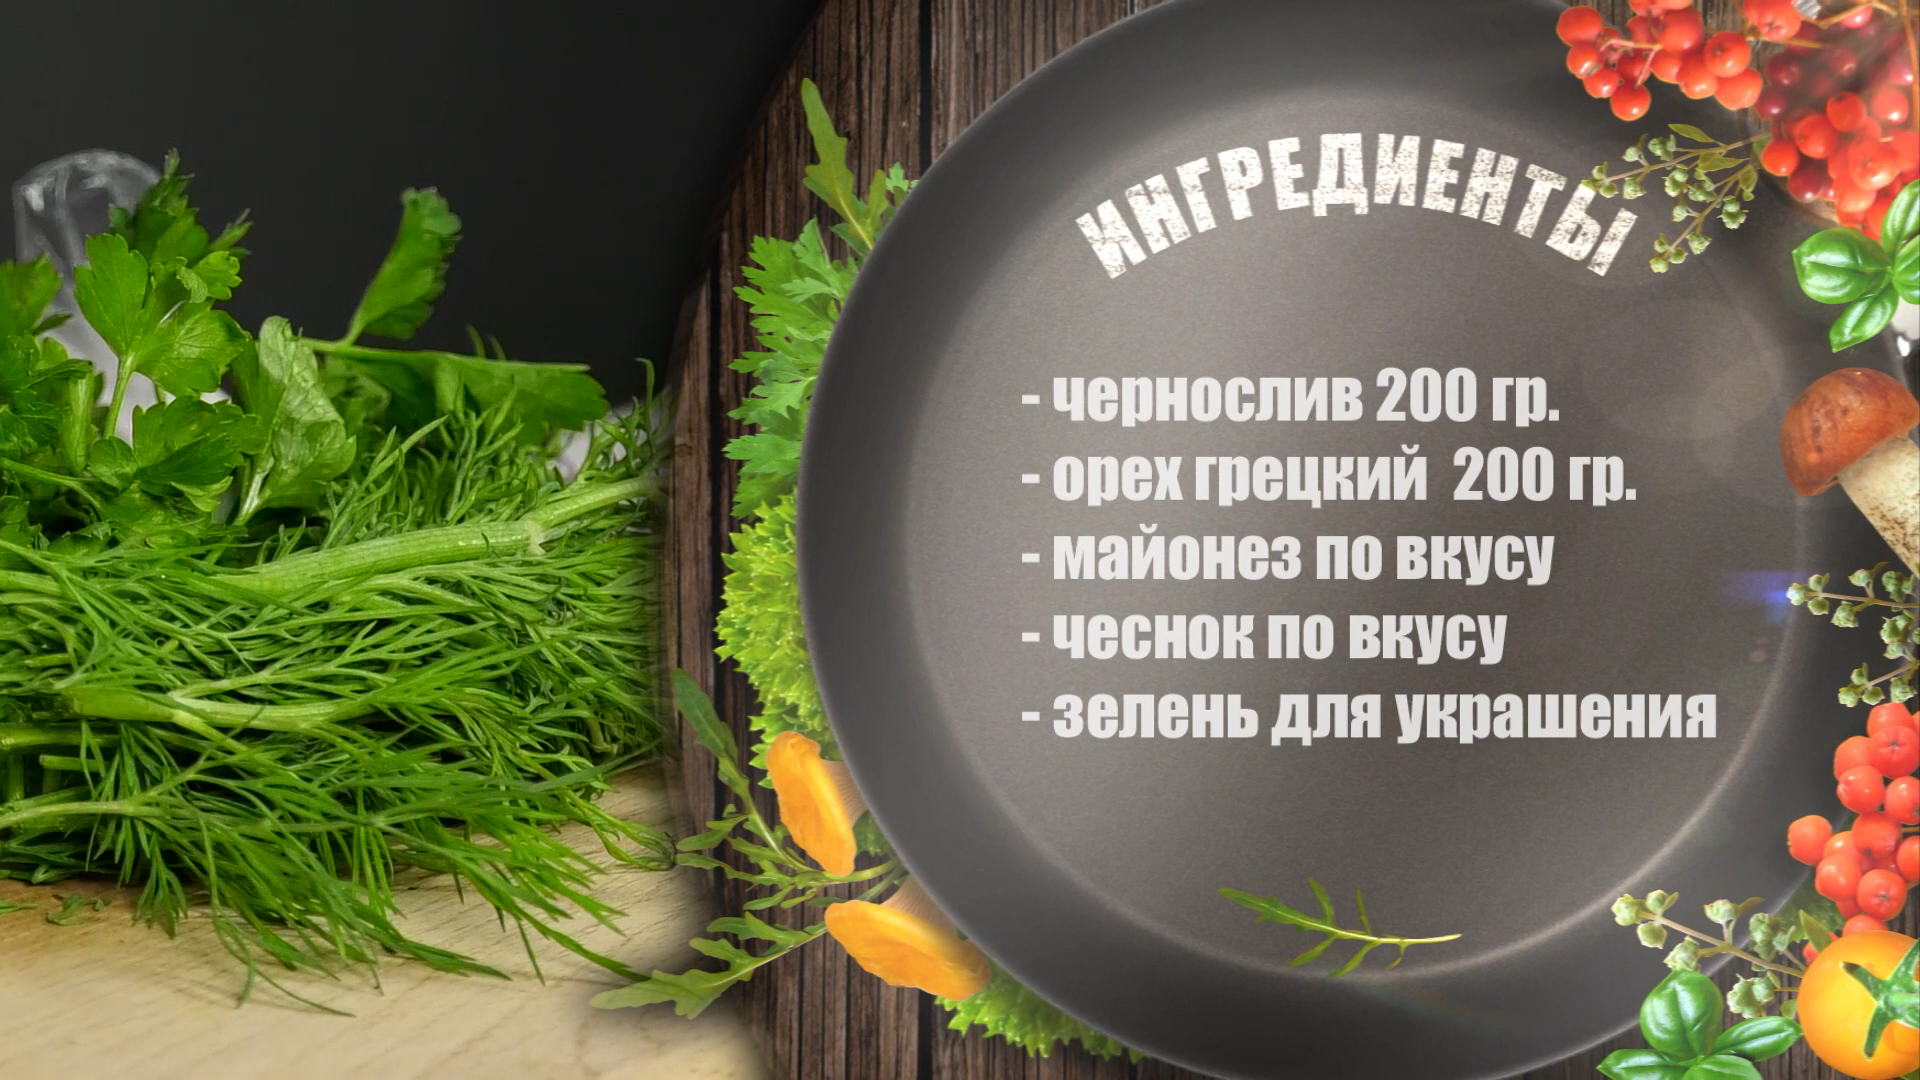 ИНГРЕДИЕНТЫ
- чернослив 200 гр.
- орех грецкий 200 гр.
- майонез по вкусу
- чеснок по вкусу
- зелень для украшения